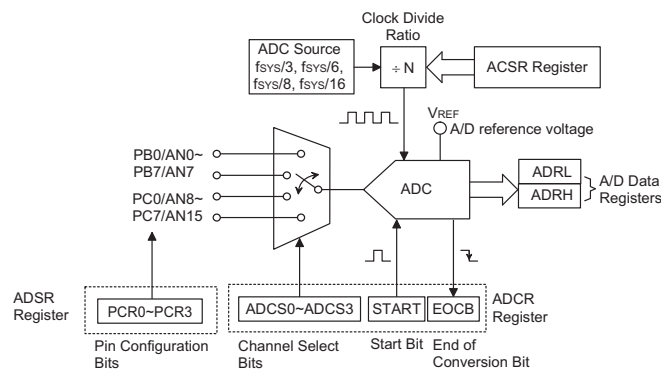 Clock Divide
Ratio
ADC Source
fSYS/3, fSYS/6,
fSYS/8, fSYS/16
÷ N
ACSR Register
VREF
A/D reference voltage
PB0/AN0~
PB7/AN7
PC0/AN8~
PC7/AN15
ADC
ADRL
ADRH
A/D Data
Registers
ADSR
Register
PCR0~PCR3
ADCS0~ADCS3
START
EOCB
ADCR
Register
Pin Configuration
Bits
Channel Select
Bits
Start Bit
End of
Conversion Bit